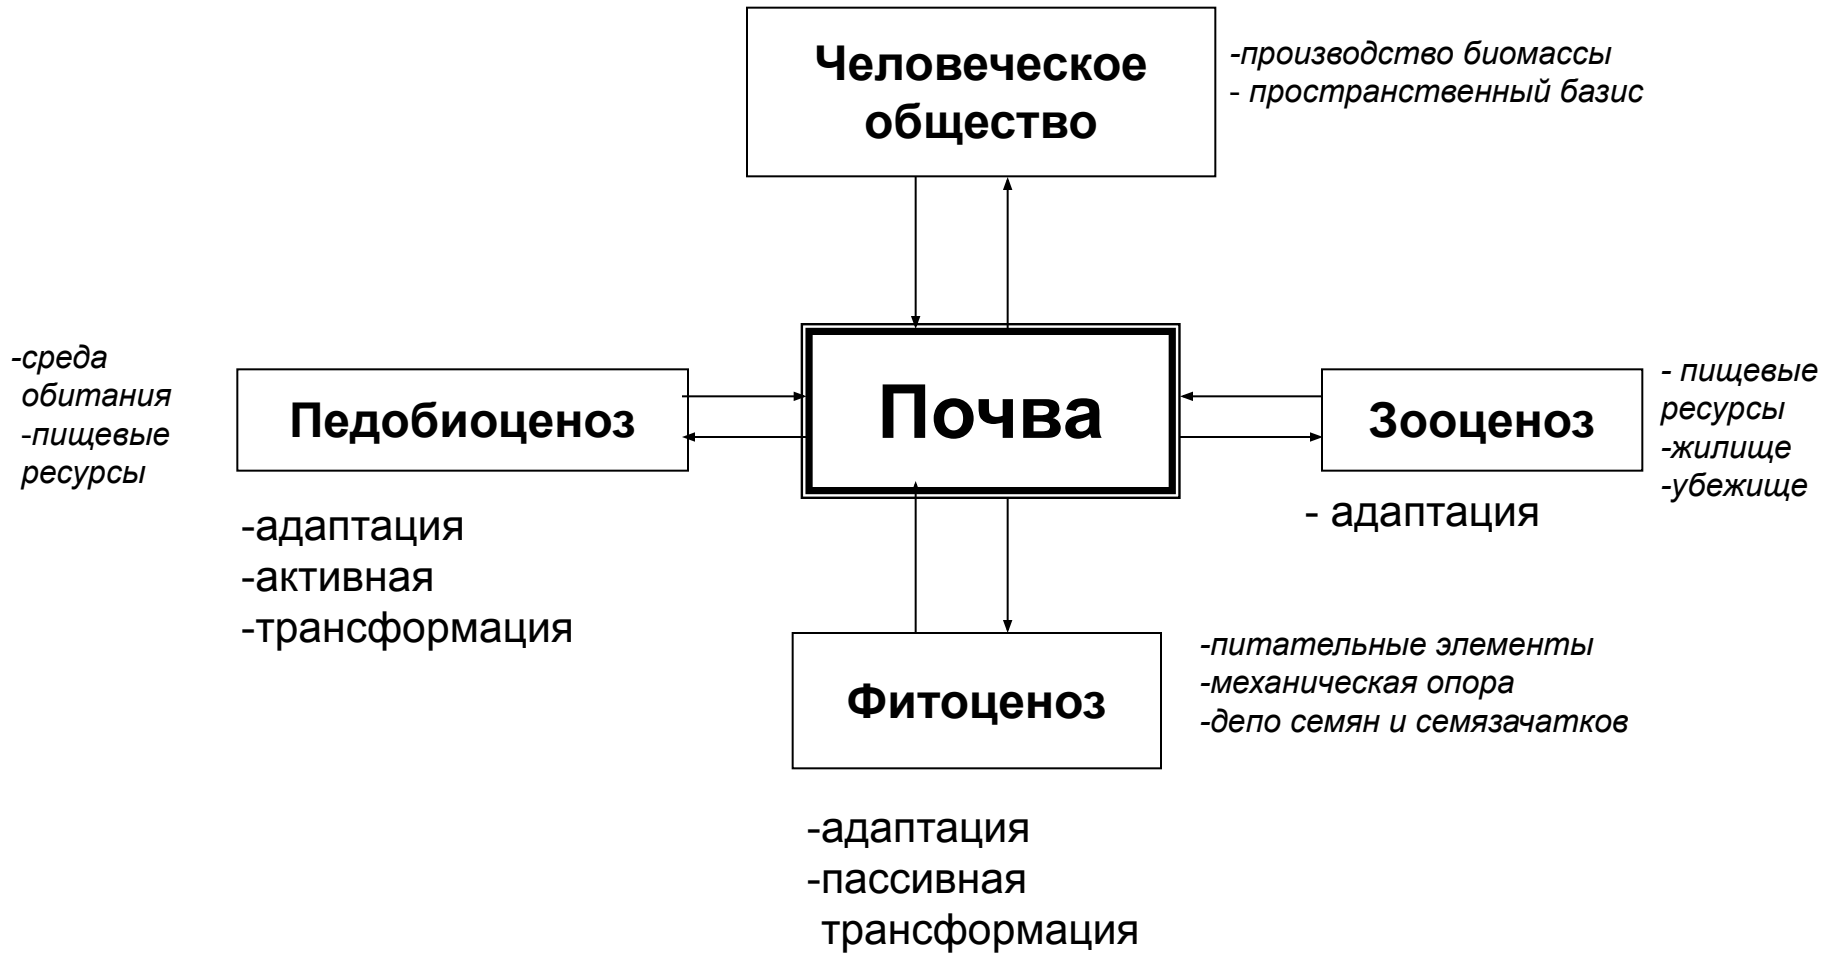 Человеческое
общество
-производство биомассы
- пространственный базис
-среда
обитания
-пищевые
ресурсы
Педобиоценоз
Почва
Зооценоз
- пищевые
ресурсы
-жилище
-убежище
-адаптация
-активная
-трансформация
- адаптация
Фитоценоз
-питательные элементы
-механическая опора
-депо семян и семязачатков
-адаптация
-пассивная
трансформация